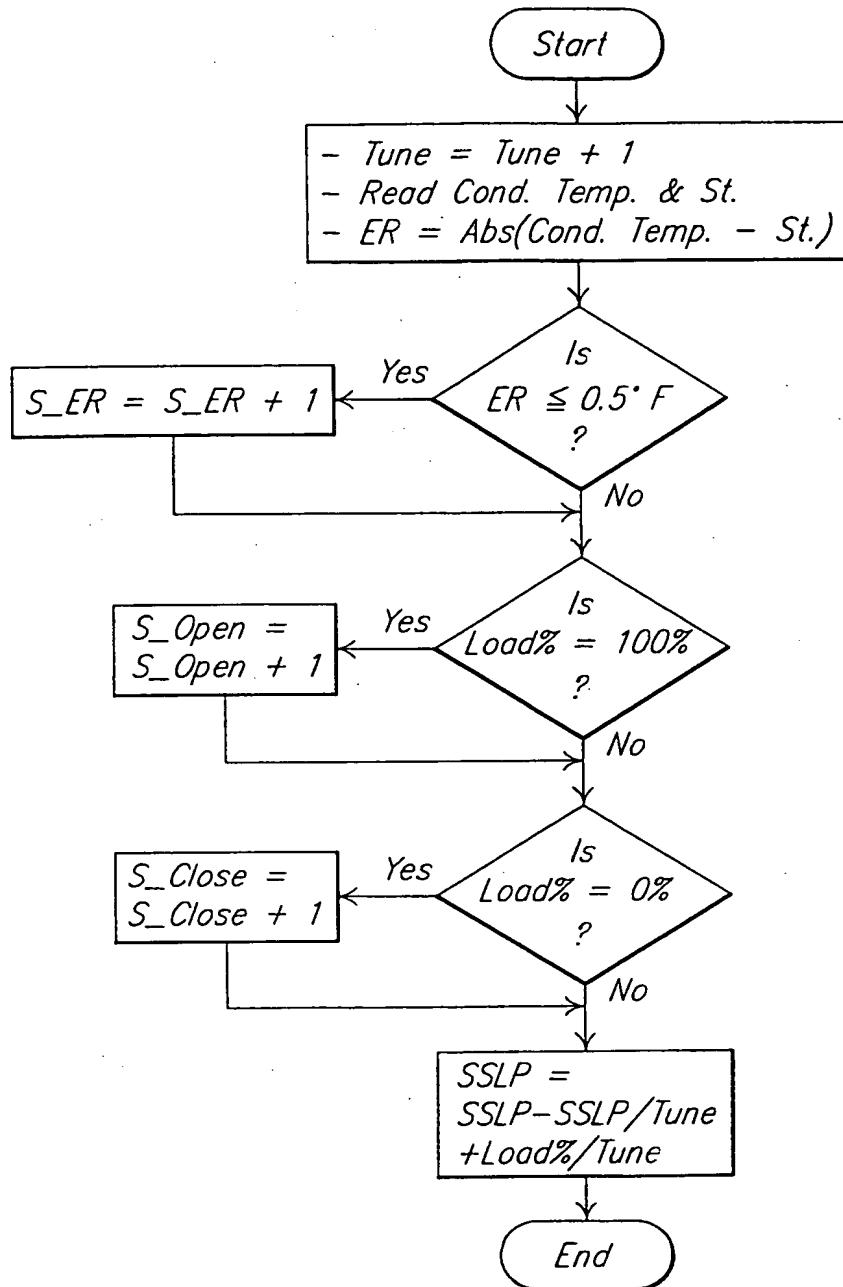 Start
- Tune = Tune + 1
- Read Cond. Temp. & St.
- ER = Abs(Cond. Temp. - St.)
Is
ER ≦ 0.5° F
?
Yes
S_ER = S_ER + 1
No
Is
Load% = 100%
?
Yes
S_Open =
S_Open + 1
No
Is
Load% = 0%
?
Yes
S_Close =
S_Close + 1
No
SSLP =
SSLP-SSLP/Tune
+Load%/Tune
End